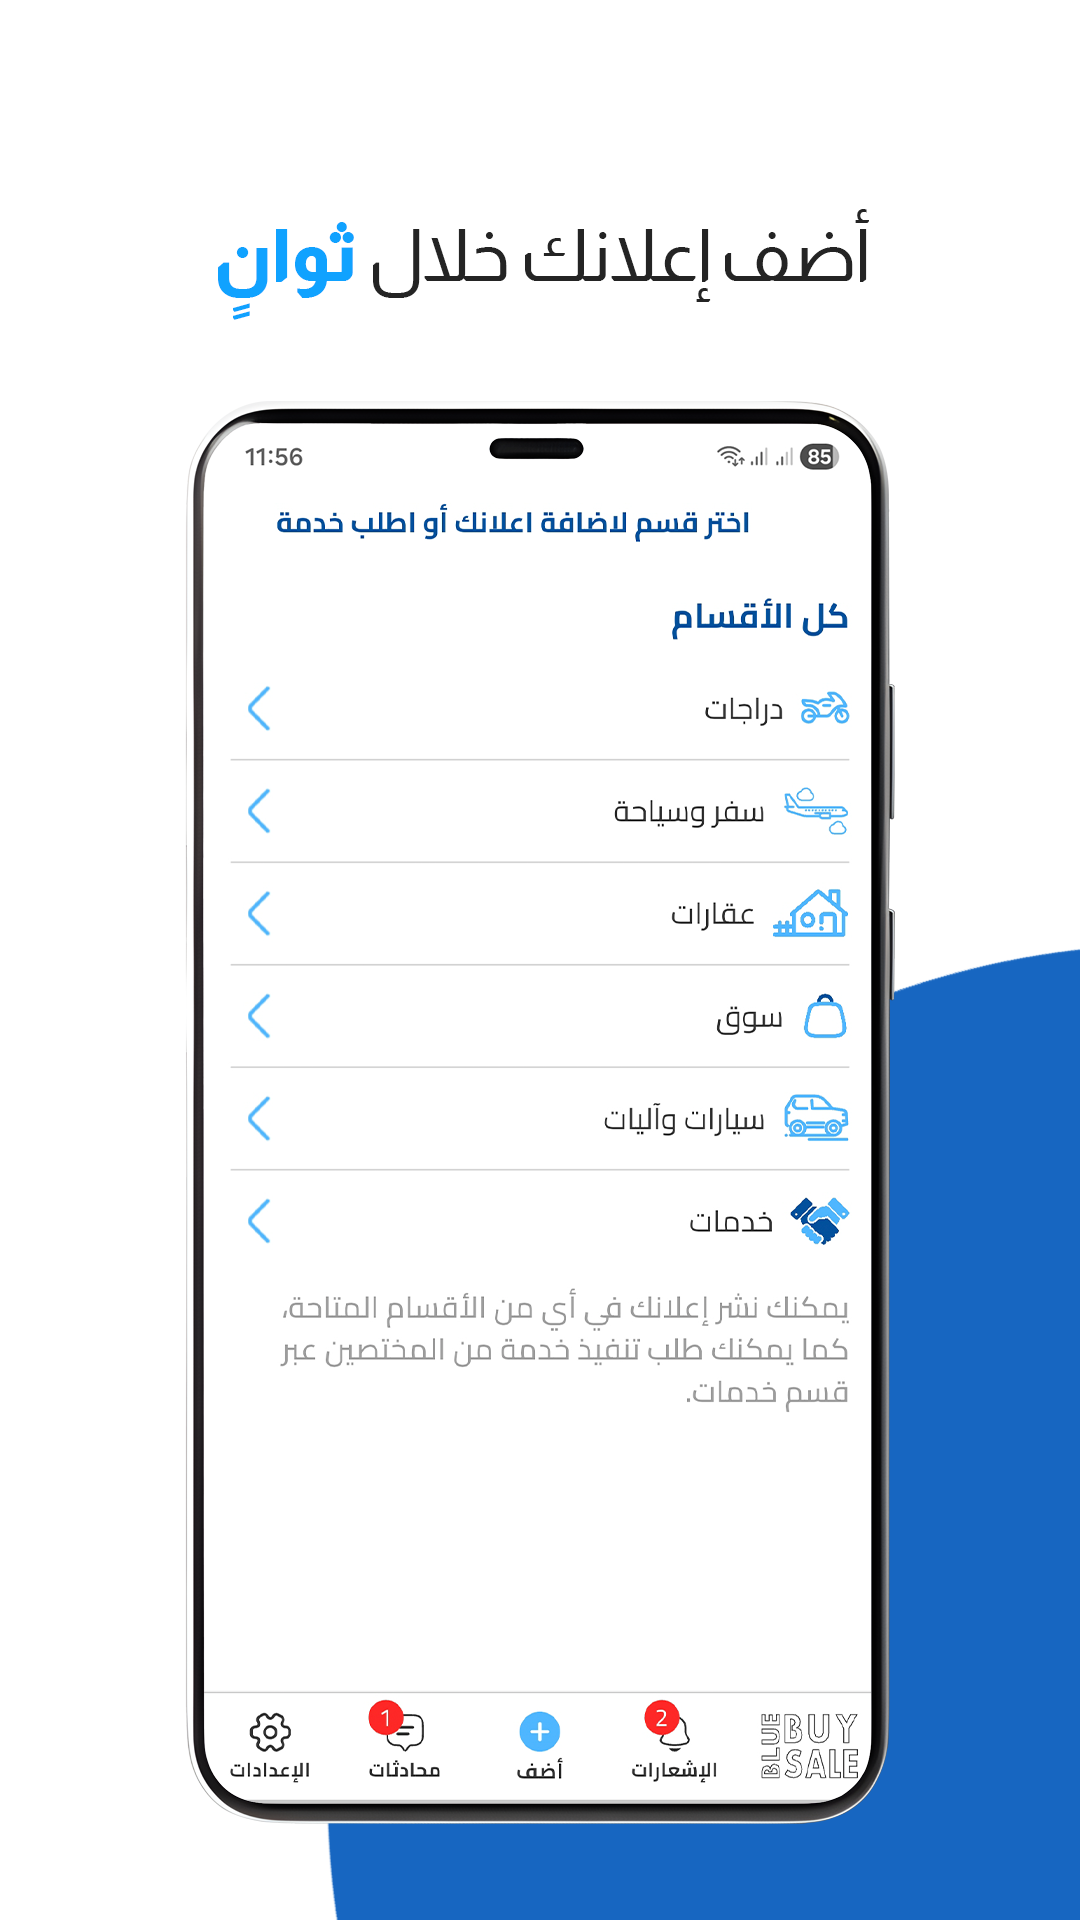 أضف إعلانك خلال ثوانٍ
11:56
85
اختر قسم لاضافة اعلانك أو اطلب خدمة
كل الأقسام
دراجات
سفر وسياحة
عقارات
سوق
سيارات وآليات
خدمات
يمكنك نشر إعلانك في أي من الأقسام المتاحة،
كما يمكنك طلب تنفيذ خدمة من المختصين عبر
قسم خدمات.
BLUE BUY SALE
2
الإشعارات
أضف
1
محادثات
الإعدادات